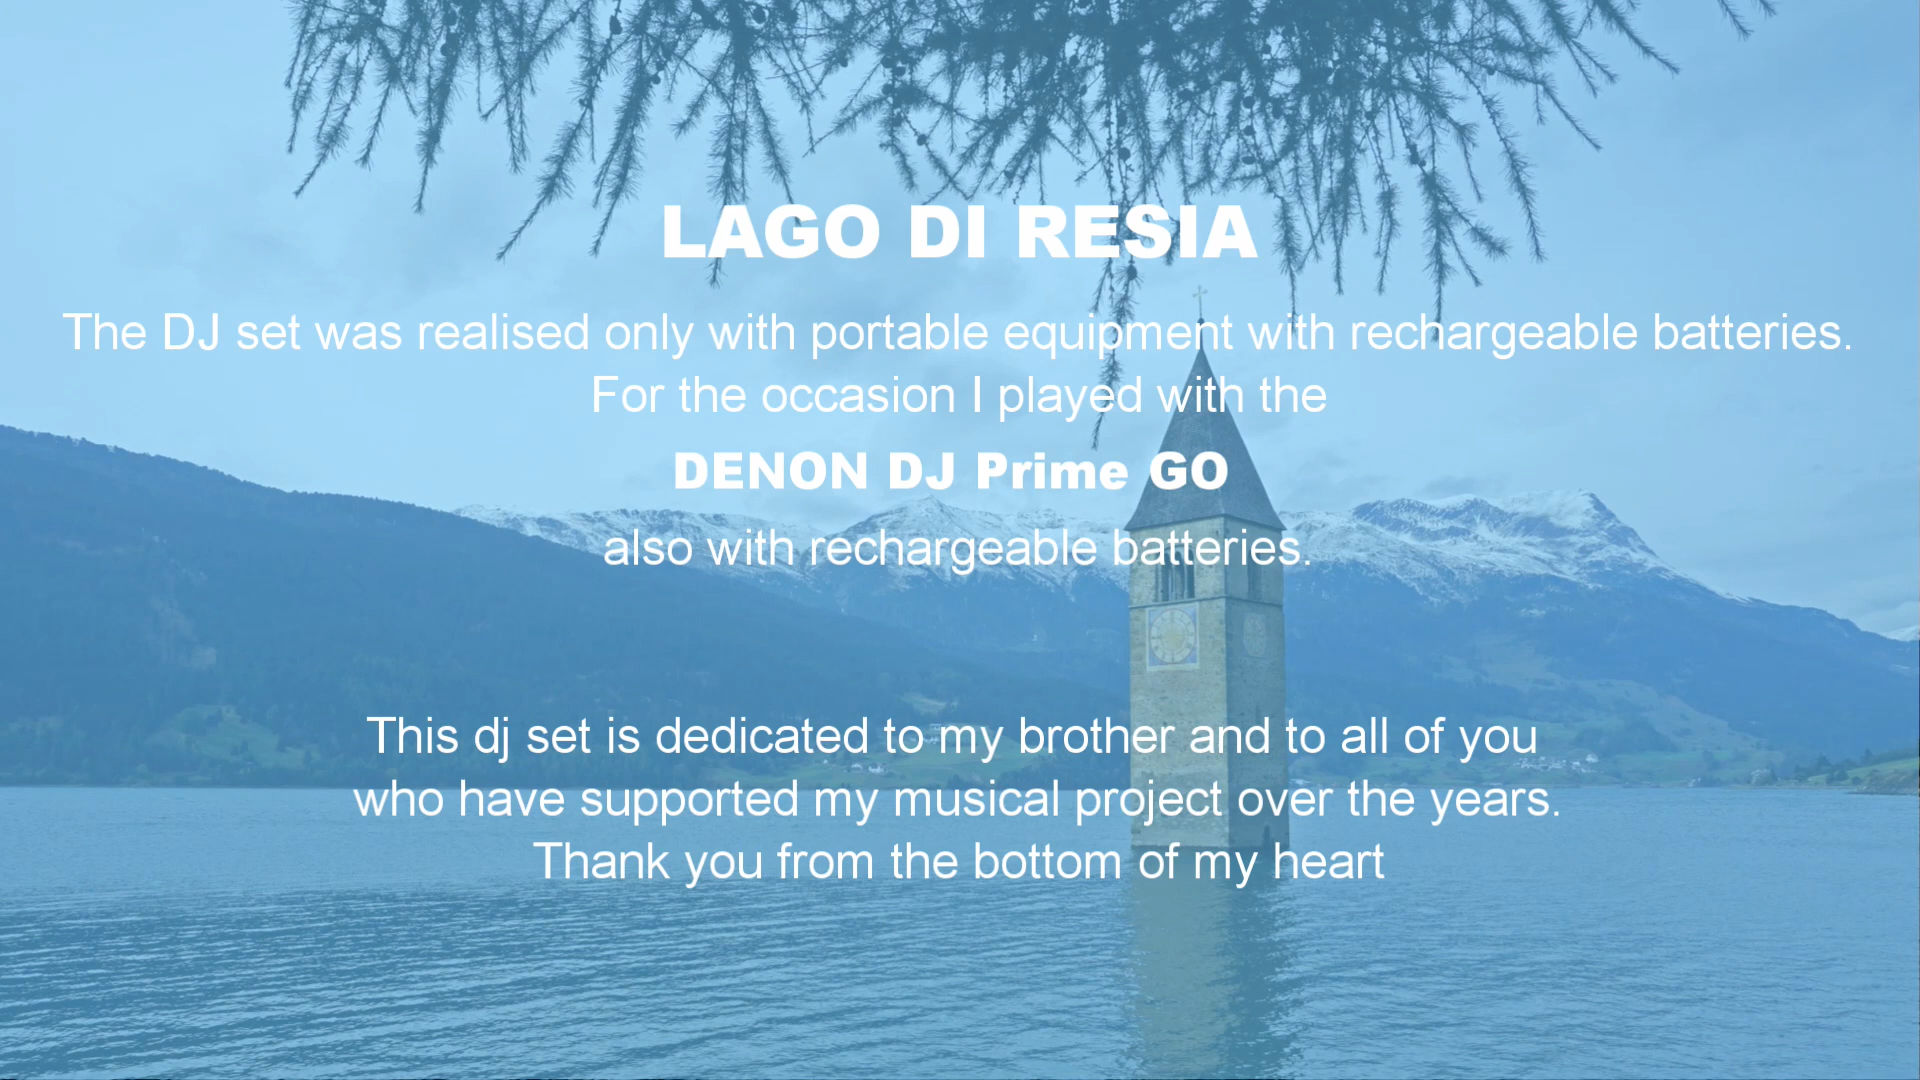 LAGO DI RESIA
The DJ set was realised only with portable equipment with rechargeable batteries.
For the occasion I played with the
DENON DJ Prime GO
also with rechargeable batteries.
This dj set is dedicated to my brother and to all of you
who have supported my musical project over the years.
Thank you from the bottom of my heart